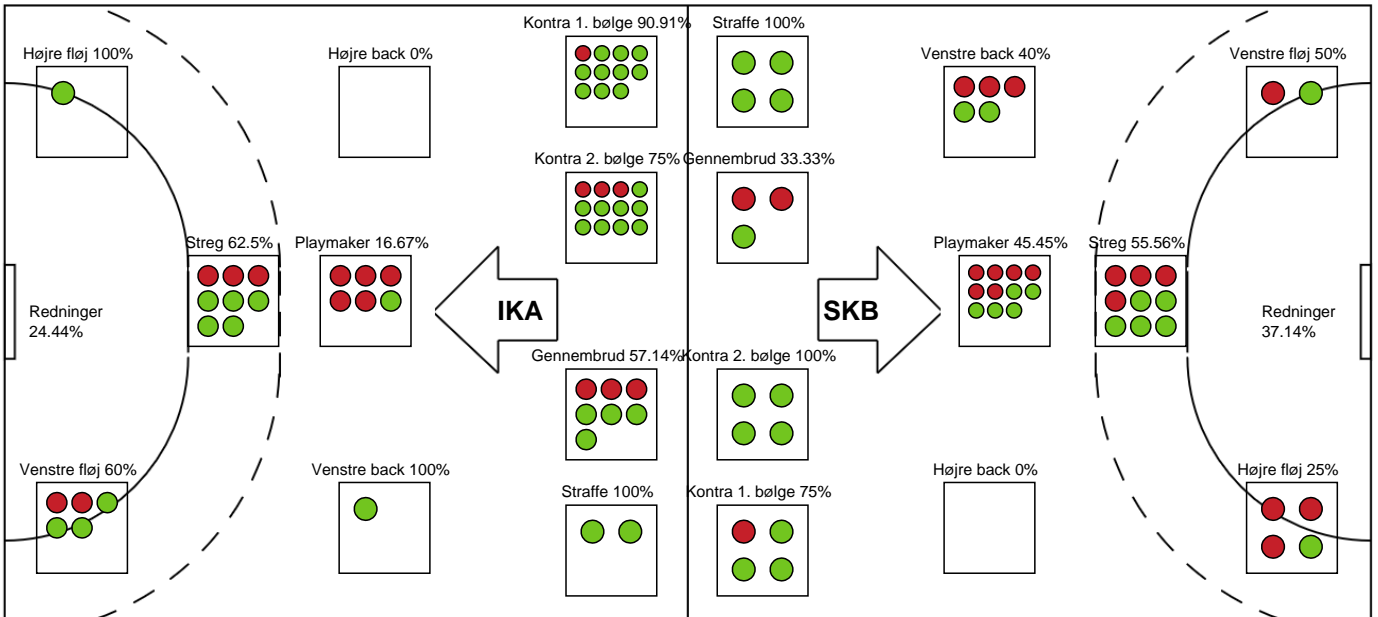 Kontra 1. bølge 90.91%
Straffe 100%
Højre fløj 100%
Højre back 0%
Venstre back 40%
Venstre fløj 50%
Kontra 2. bølge 75%
Gennembrud 33.33%
Streg 62.5%
Playmaker 16.67%
Playmaker 45.45%
Streg 55.56%
Redninger
24.44%
IKA
SKB
Redninger
37.14%
Gennembrud 57.14%
Kontra 2. bølge 100%
Venstre fløj 60%
Venstre back 100%
Straffe 100%
Kontra 1. bølge 75%
Højre back 0%
Højre fløj 25%